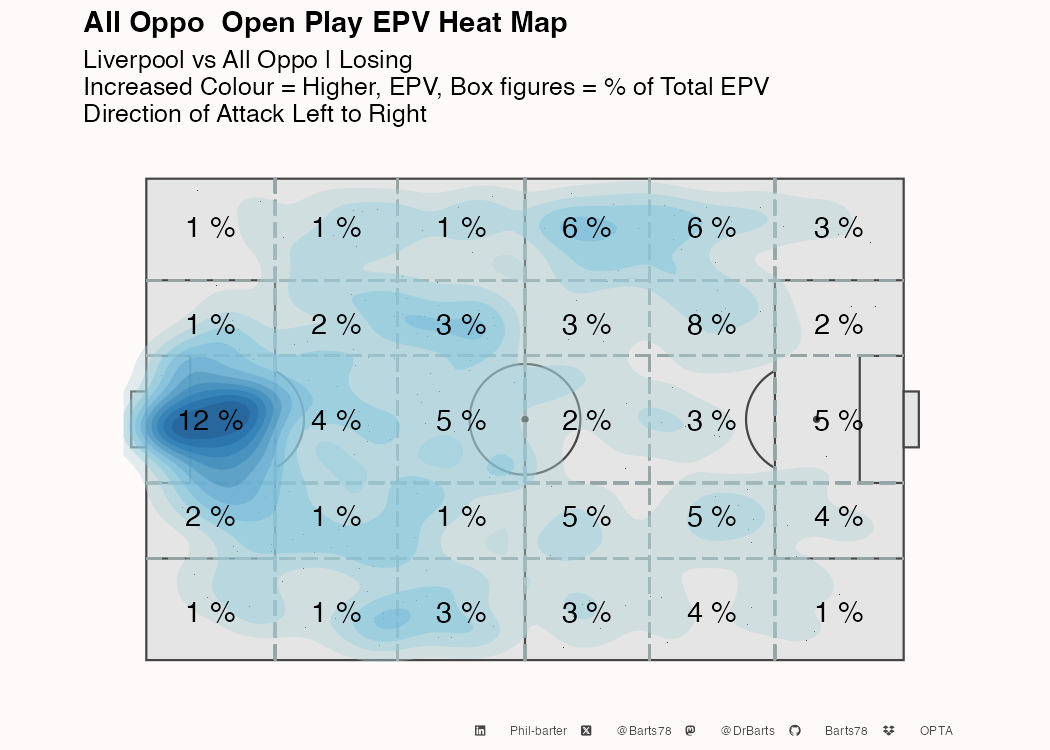 All Oppo  Open Play EPV Heat Map
Liverpool vs All Oppo | Losing
Increased Colour = Higher, EPV, Box figures = % of Total EPV
Direction of Attack Left to Right
1 % 1 % 1 % 6 % 6 % 3 %
1 % 2 % 3 % 3 % 8 % 2 %
12 % 4 % 5 % 2 % 3 % 5 %
2 % 1 % 1 % 5 % 5 % 4 %
1 % 1 % 3 % 3 % 4 % 1 %
Phil-barter @Barts78 @DrBarts Barts78 OPTA